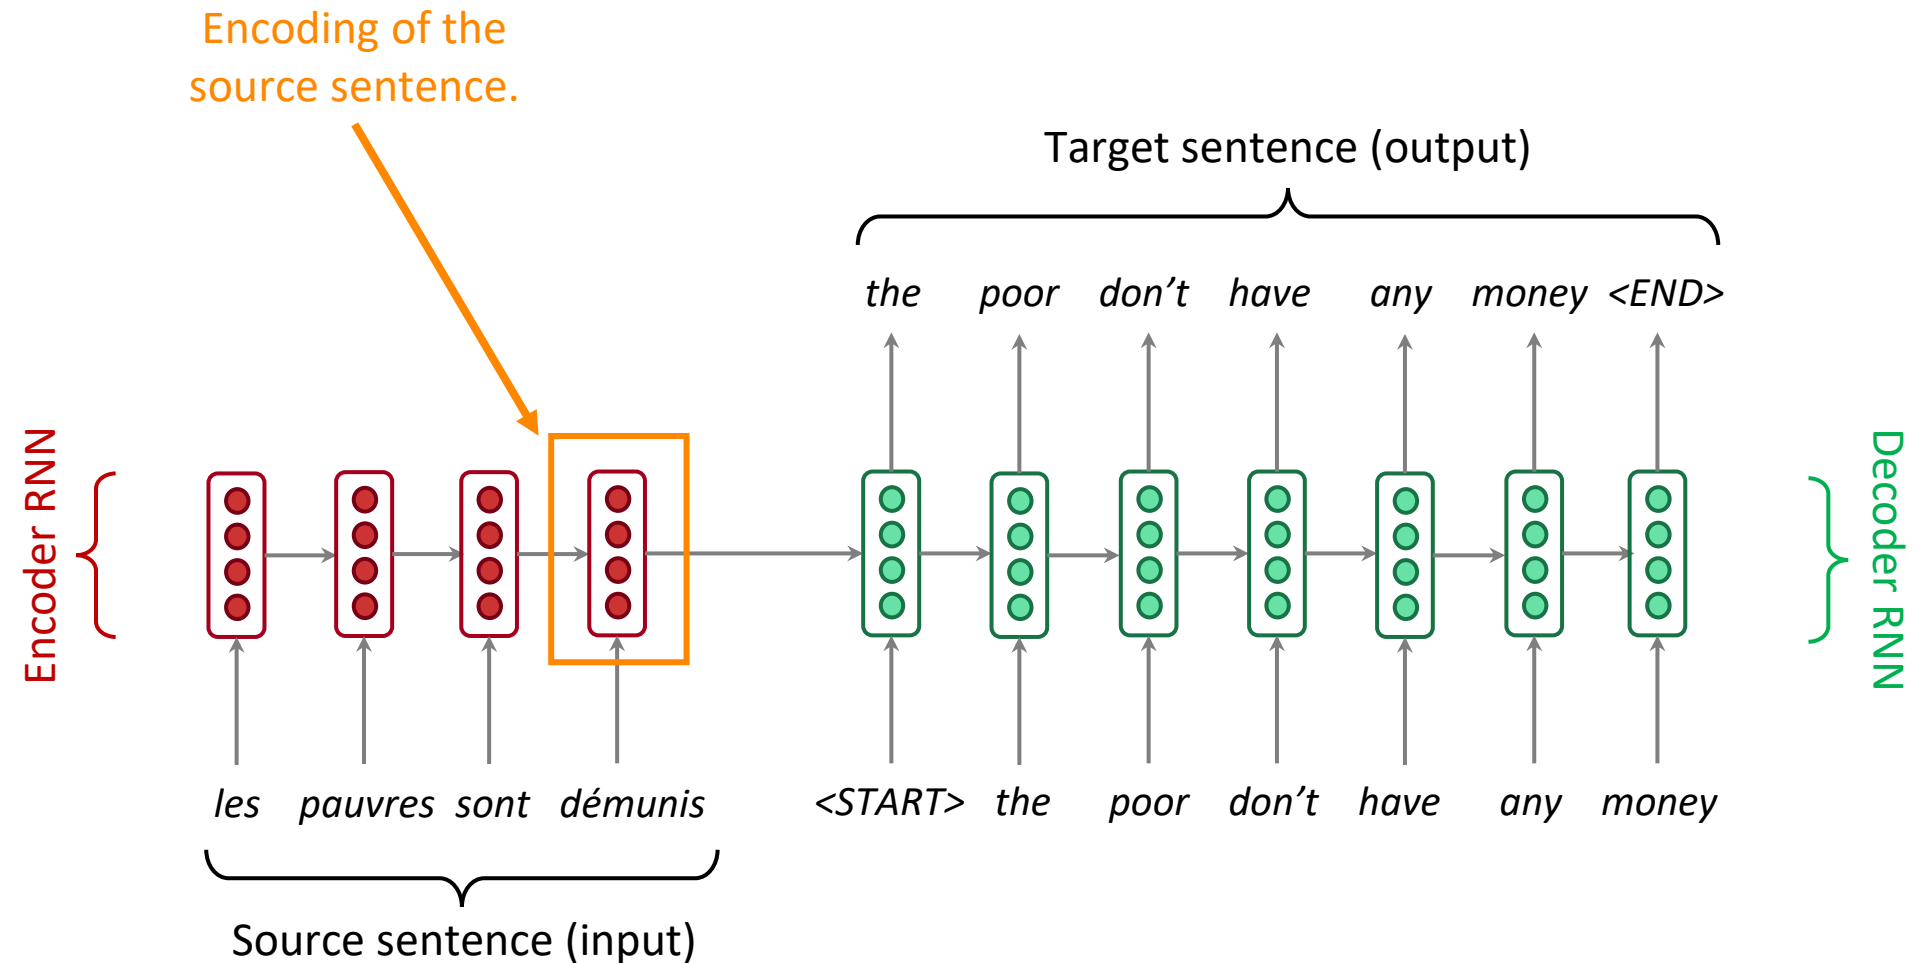 Encoding of the
source sentence.
Target sentence (output)
the poor don’t have any money <END>
Encoder RNN
Decoder RNN
les pauvres sont démunis
<START> the poor don’t have any money
Source sentence (input)